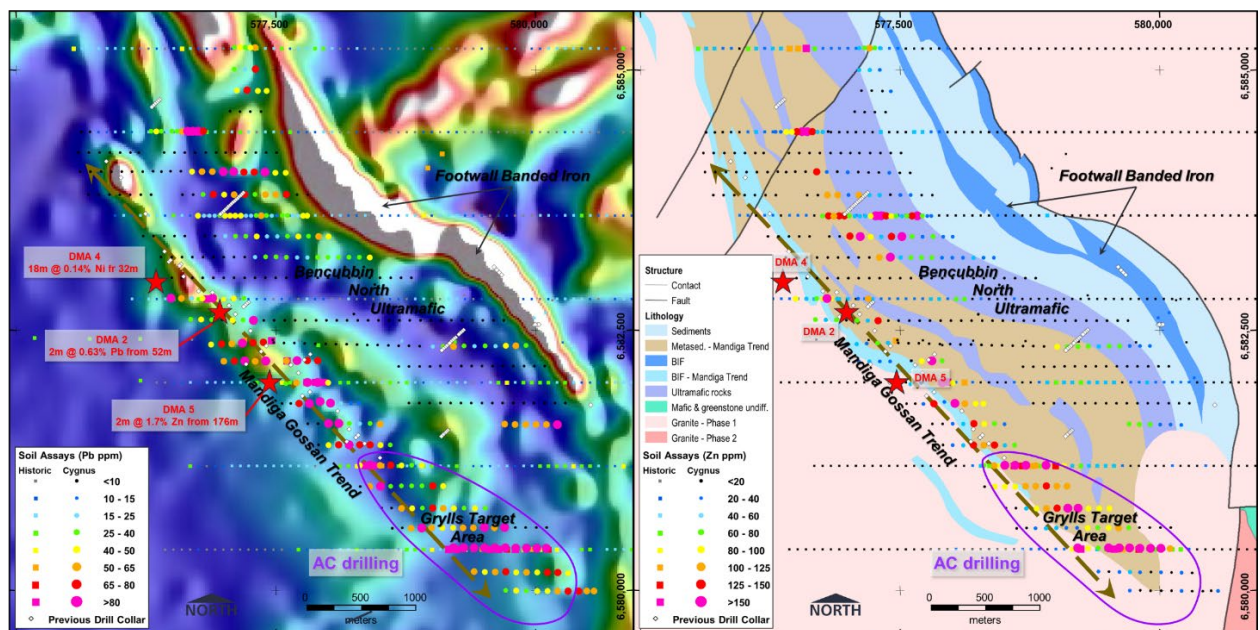 577,500
580,000
6,585,000
Footwall Banded Iron
DMA 4
18m @ 0.14% Ni fr 32m
Bencubbin
North
Ultramafic
6,582,500
DMA 2
2m @ 0.63% Pb from 52m
DMA 5
2m @ 1.7% Zn from 176m
Mandiga Gossan Trend
Grylls Target
Area
AC drilling
6,580,000
Soil Assays (Pb ppm)
Historic Cygnus
<10
10 - 15
15 - 25
25 - 40
40 - 50
50 - 65
65 - 80
>80
Previous Drill Collar
NORTH
0 500 1000
meters
577,500
580,000
6,585,000
Footwall Banded Iron
DMA 4
Bencubbin
North
Ultramafic
DMA 2
6,582,500
DMA 5
Mandiga Gossan Trend
Structure
Contact
Fault
Lithology
Sediments
Metased. - Mandiga Trend
BIF
BIF - Mandiga Trend
Ultramafic rocks
Mafic & greenstone undiff.
Granite - Phase 1
Granite - Phase 2
Grylls Target
Area
AC drilling
6,580,000
Soil Assays (Zn ppm)
Historic Cygnus
<20
20 - 40
40 - 60
60 - 80
80 - 100
100 - 125
125 - 150
>150
Previous Drill Collar
NORTH
0 500 1000
meters